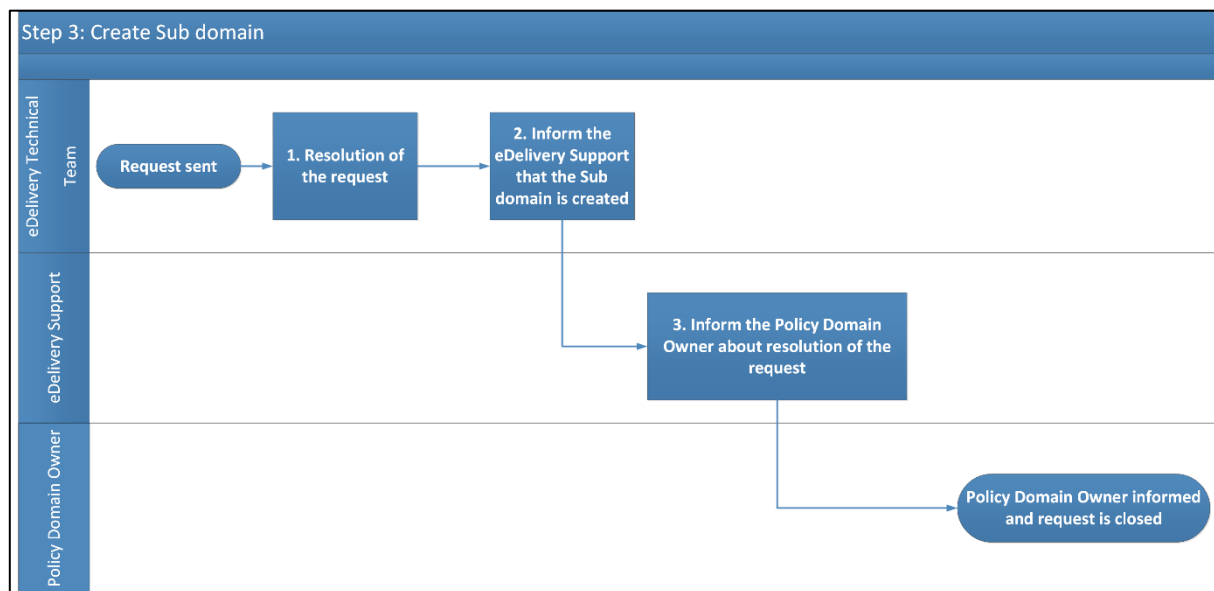 Step 3: Create Sub domain
eDelivery Technical
Team
Request sent
1. Resolution of
the request
2. Inform the
eDelivery Support
that the Sub
domain is created
eDelivery Support
3. Inform the Policy Domain
Owner about resolution of the
request
Policy Domain Owner
Policy Domain Owner informed
and request is closed